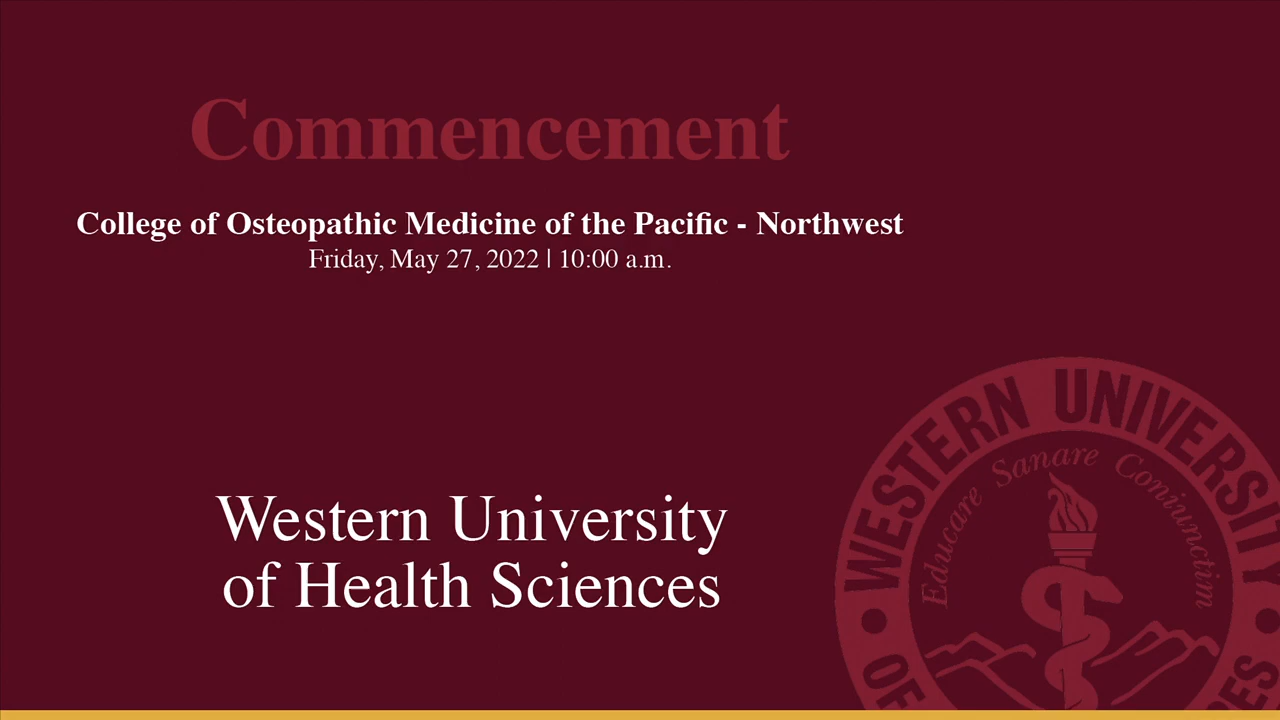 Commencement
College of Osteopathic Medicine of the Pacific - Northwest
Friday, May 27, 2022 | 10:00 a.m.
Western University
of Health Sciences
WESTERN UNIVERSITY
Educare Sanare Coniunctim
OF